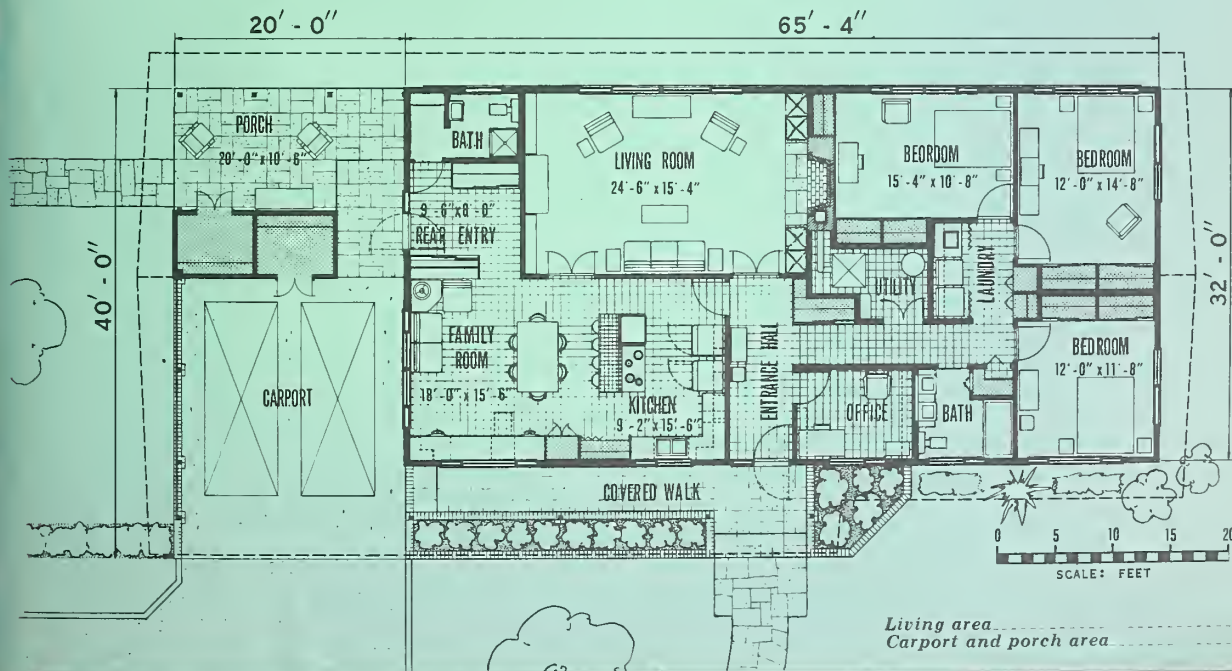 20' - 0"
65' - 4"
PORCH
20'-0" x 10'-6"
BATH
LIVING ROOM
24'-6" x 15'-4"
BEORDOM
15'-4" x 10'-8"
BEDROOM
12'-0" x 14'-8"
9'-6" x 8'-0"
REAR ENTRY
40' - 0"
32' - 0"
UTILITY
LAUNDRY
FAMILY
ROOM
18'-0" x 15'-6"
CARPORT
ENTRANCE HALL
BEDROOM
12'-0" x 11'-8"
KITCHEN
9'-2" x 15'-6"
OFFICE
BATH
COVERED WALK
0 5 10 15 20
SCALE: FEET
Living area
Carport and porch area